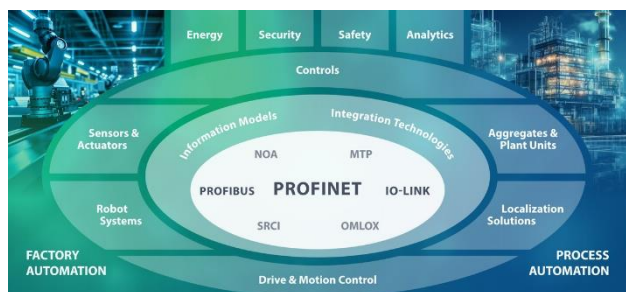 Energy
Security
Safety
Analytics
Controls
Sensors &
Actuators
Information Models
Integration Technologies
Aggregates &
Plant Units
NOA
MTP
PROFIBUS
PROFINET
IO-LINK
SRCI
OMLOX
Robot
Systems
Localization
Solutions
FACTORY
AUTOMATION
PROCESS
AUTOMATION
Drive & Motion Control